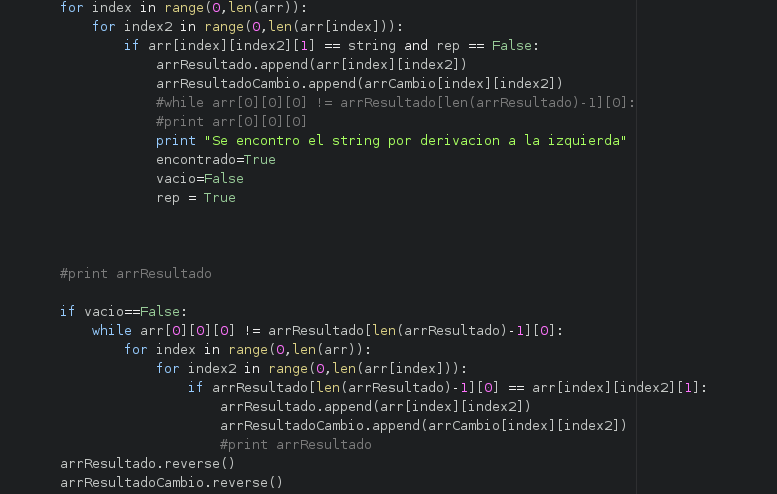 for index in range(0,len(arr)):
for index2 in range(0,len(arr[index])):
if arr[index][index2][1] == string and rep == False:
arrResultado.append(arr[index][index2])
arrResultadoCambio.append(arrCambio[index][index2])
#while arr[0][0][0] != arrResultado[len(arrResultado)-1][0]:
#print arr[0][0][0]
print "Se encontro el string por derivacion a la izquierda"
encontrado=True
vacio=False
rep = True
#print arrResultado
if vacio==False:
while arr[0][0][0] != arrResultado[len(arrResultado)-1][0]:
for index in range(0,len(arr)):
for index2 in range(0,len(arr[index])):
if arrResultado[len(arrResultado)-1][0] == arr[index][index2][1]:
arrResultado.append(arr[index][index2])
arrResultadoCambio.append(arrCambio[index][index2])
#print arrResultado
arrResultado.reverse()
arrResultadoCambio.reverse()